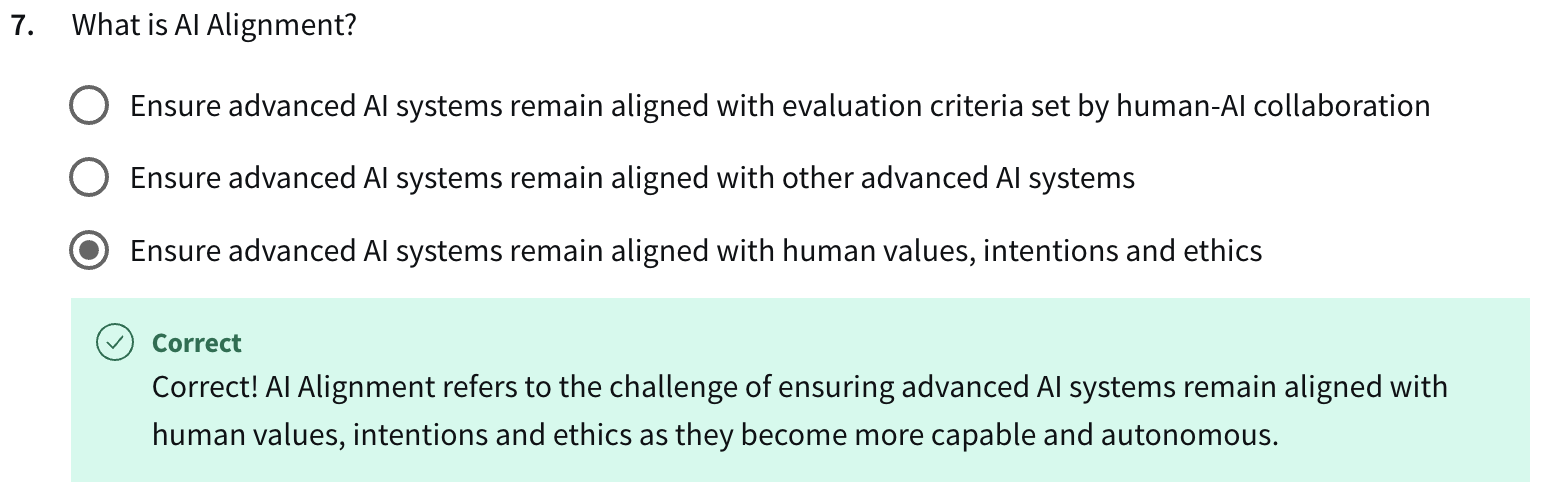 7. What is AI Alignment?
Ensure advanced AI systems remain aligned with evaluation criteria set by human-AI collaboration
Ensure advanced AI systems remain aligned with other advanced AI systems
Ensure advanced AI systems remain aligned with human values, intentions and ethics
Correct
Correct! AI Alignment refers to the challenge of ensuring advanced AI systems remain aligned with
human values, intentions and ethics as they become more capable and autonomous.